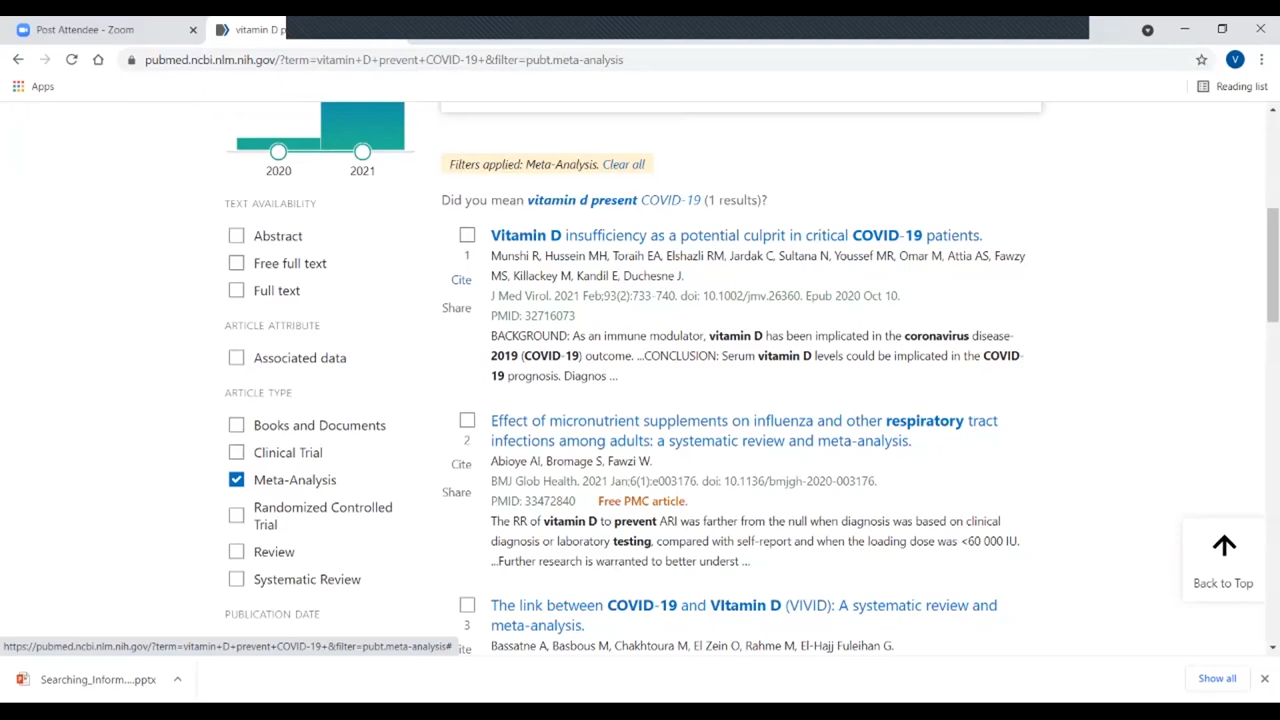 Post Attendee - Zoom
vitamin D p
pubmed.ncbi.nlm.nih.gov/?term=vitamin+D+prevent+COVID-19+&filter=pubt.meta-analysis
V
Apps
Reading list
2020
2021
TEXT AVAILABILITY
Abstract
Free full text
Full text
ARTICLE ATTRIBUTE
Associated data
ARTICLE TYPE
Books and Documents
Clinical Trial
Meta-Analysis
Randomized Controlled
Trial
Review
Systematic Review
PUBLICATION DATE
Filters applied: Meta-Analysis. Clear all
Did you mean vitamin d present COVID-19 (1 results)?
Vitamin D insufficiency as a potential culprit in critical COVID-19 patients.
1
Cite
Share
Munshi R, Hussein MH, Toraih EA, Elshazli RM, Jardak C, Sultana N, Youssef MR, Omar M, Attia AS, Fawzy
MS, Killackey M, Kandil E, Duchesne J.
J Med Virol. 2021 Feb;93(2):733-740. doi: 10.1002/jmv.26360. Epub 2020 Oct 10.
PMID: 32716073
BACKGROUND: As an immune modulator, vitamin D has been implicated in the coronavirus disease-
2019 (COVID-19) outcome. ...CONCLUSION: Serum vitamin D levels could be implicated in the COVID-
19 prognosis. Diagnos ...
Effect of micronutrient supplements on influenza and other respiratory tract
infections among adults: a systematic review and meta-analysis.
2
Cite
Share
Abioye AI, Bromage S, Fawzi W.
BMJ Glob Health. 2021 Jan;6(1):e003176. doi: 10.1136/bmjgh-2020-003176.
PMID: 33472840 Free PMC article.
The RR of vitamin D to prevent ARI was farther from the null when diagnosis was based on clinical
diagnosis or laboratory testing, compared with self-report and when the loading dose was <60 000 IU.
...Further research is warranted to better underst ...
The link between COVID-19 and VItamin D (VIVID): A systematic review and
meta-analysis.
3
ite
Bassatne A, Basbous M, Chakhtoura M, El Zein O, Rahme M, El-Hajj Fuleihan G.
Back to Top
https://pubmed.ncbi.nlm.nih.gov/?term=vitamin+D+prevent+COVID-19+&filter=pubt.meta-analysis#
Searching_Inform....pptx
Show all